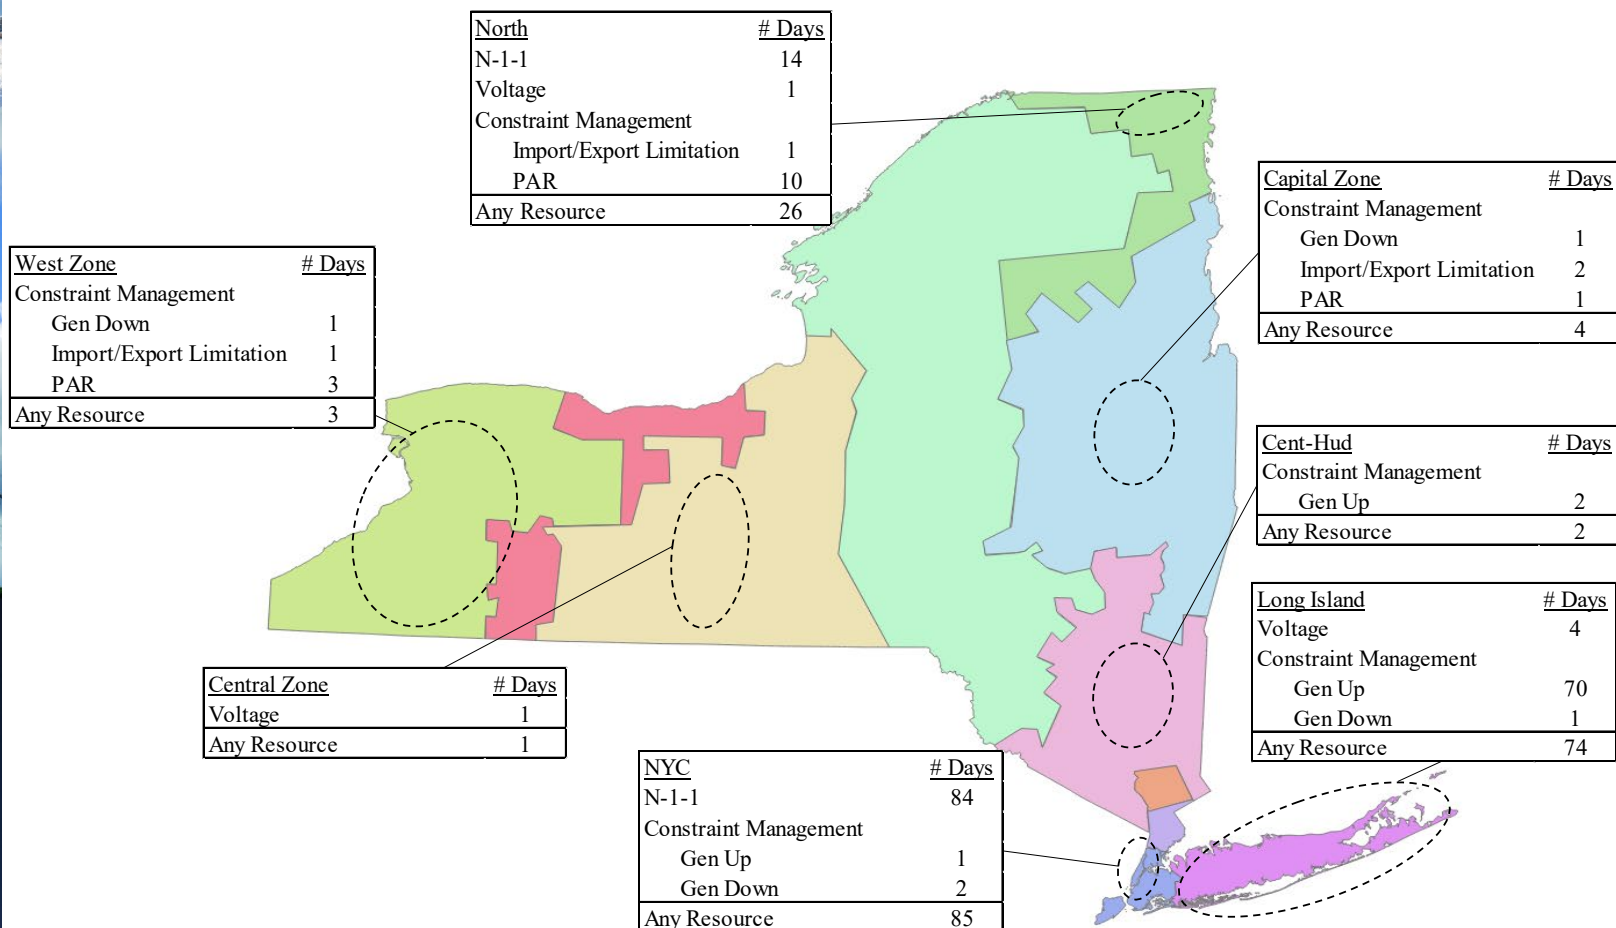 North # Days
N-1-1 14
Voltage 1
Constraint Management
Import/Export Limitation 1
PAR 10
Any Resource 26
Capital Zone # Days
Constraint Management
Gen Down 1
Import/Export Limitation 2
PAR 1
Any Resource 4
West Zone # Days
Constraint Management
Gen Down 1
Import/Export Limitation 1
PAR 3
Any Resource 3
Cent-Hud # Days
Constraint Management
Gen Up 2
Any Resource 2
Long Island # Days
Voltage 4
Constraint Management
Gen Up 70
Gen Down 1
Any Resource 74
Central Zone # Days
Voltage 1
Any Resource 1
NYC # Days
N-1-1 84
Constraint Management
Gen Up 1
Gen Down 2
Any Resource 85